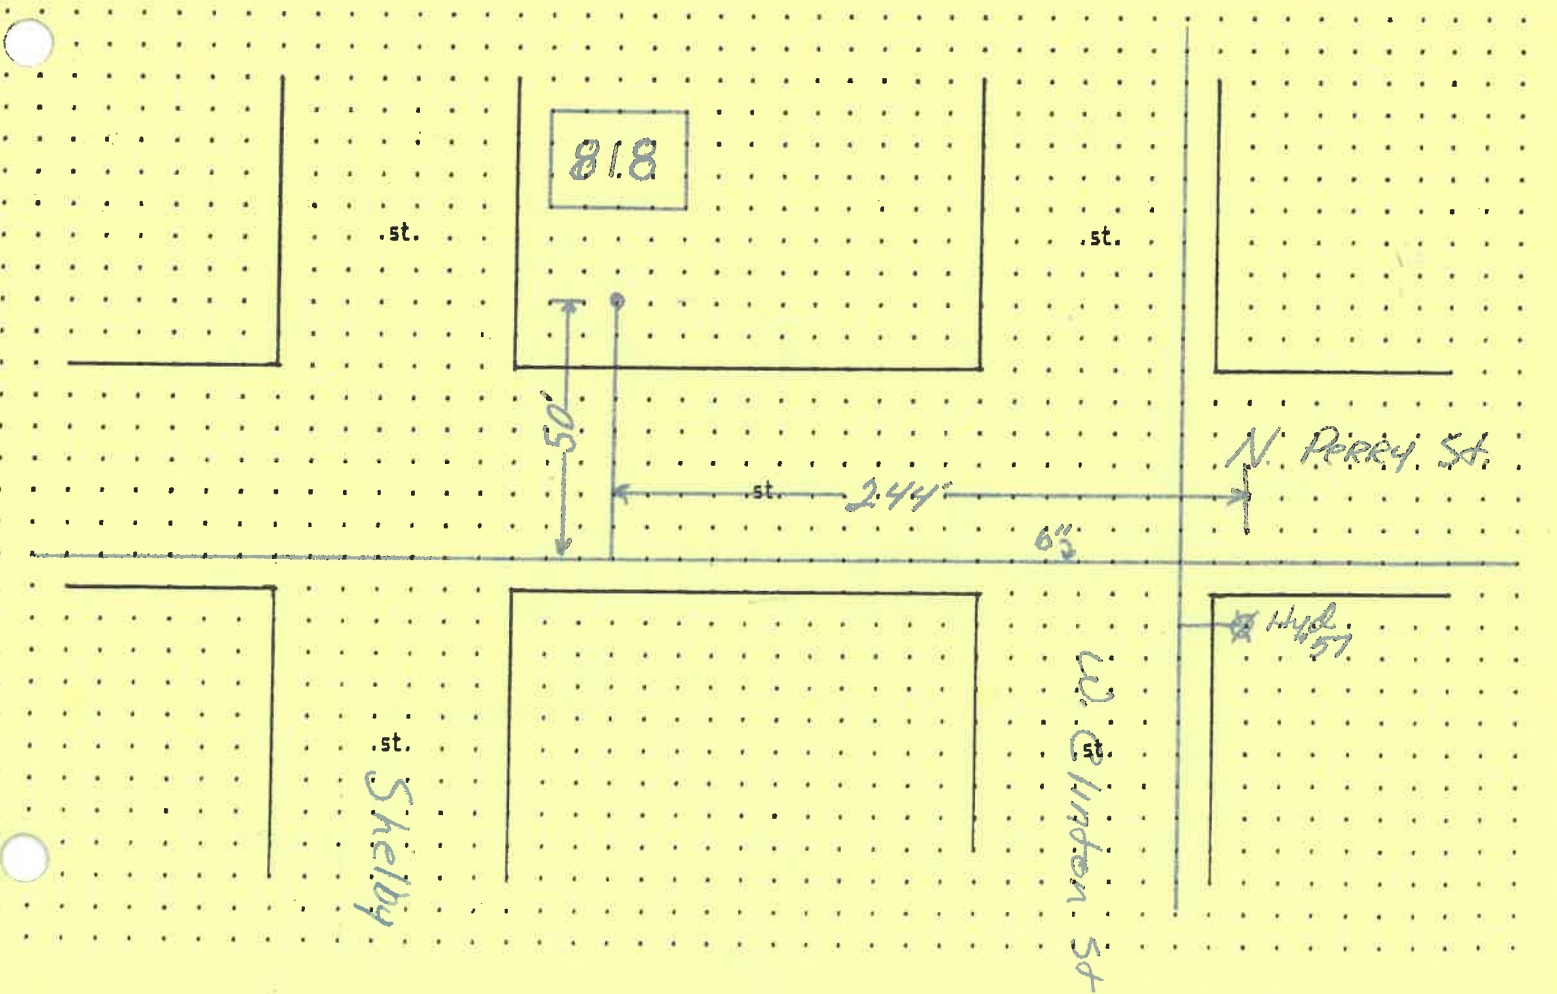 818
st.
st.
50'
N. Perry St.
st.
244'
6"
Hyd.
57
W. Clinton St
st.
st.
Shelby